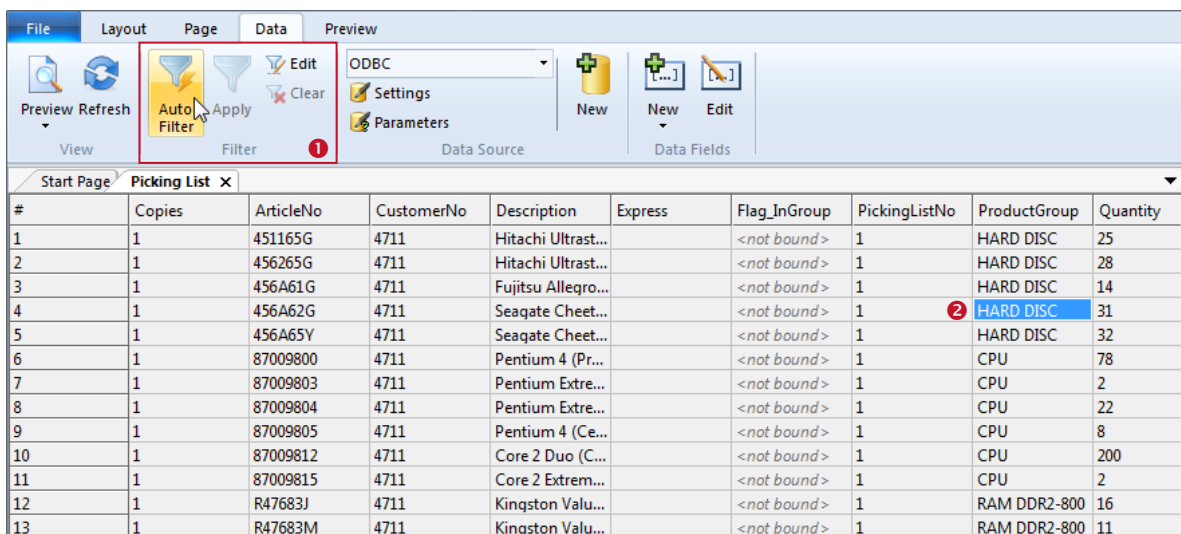 File Layout Page Data Preview
Edit ODBC
Clear Settings
Preview Refresh Auto Filter Apply Parameters New New Edit
View Filter ❶ Data Source Data Fields
Start Page Picking List X
# Copies ArticleNo CustomerNo Description Express Flag_InGroup PickingListNo ProductGroup Quantity
1 1 451165G 4711 Hitachi Ultrast... <not bound> 1 HARD DISC 25
2 1 456265G 4711 Hitachi Ultrast... <not bound> 1 HARD DISC 28
3 1 456A61G 4711 Fujitsu Allegro... <not bound> 1 HARD DISC 14
4 1 456A62G 4711 Seagate Cheet... <not bound> 1 ❷ HARD DISC 31
5 1 456A65Y 4711 Seagate Cheet... <not bound> 1 HARD DISC 32
6 1 87009800 4711 Pentium 4 (Pr... <not bound> 1 CPU 78
7 1 87009803 4711 Pentium Extre... <not bound> 1 CPU 2
8 1 87009804 4711 Pentium Extre... <not bound> 1 CPU 22
9 1 87009805 4711 Pentium 4 (Ce... <not bound> 1 CPU 8
10 1 87009812 4711 Core 2 Duo (C... <not bound> 1 CPU 200
11 1 87009815 4711 Core 2 Extrem... <not bound> 1 CPU 2
12 1 R47683J 4711 Kingston Valu... <not bound> 1 RAM DDR2-800 16
13 1 R47683M 4711 Kingston Valu... <not bound> 1 RAM DDR2-800 11